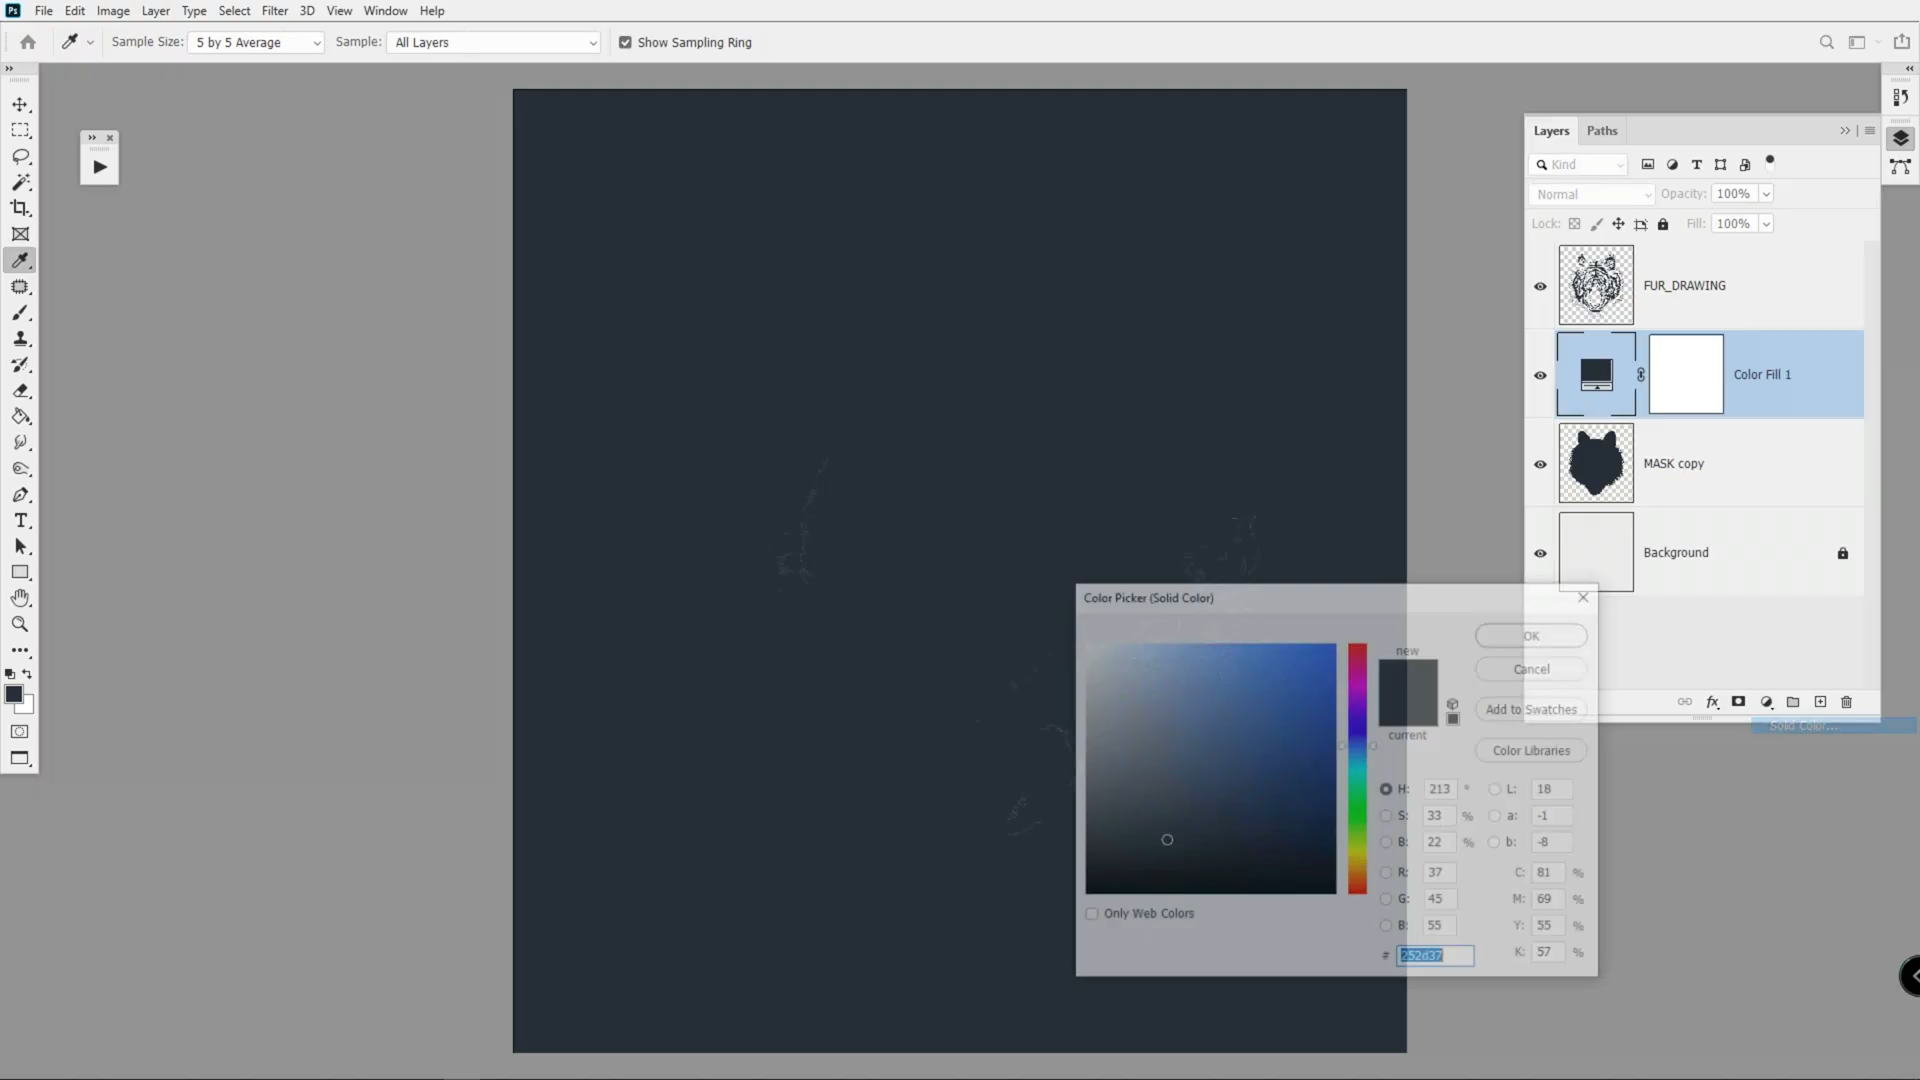 Ps File Edit Image Layer Type Select Filter 3D View Window Help
Sample Size: 5 by 5 Average Sample: All Layers Show Sampling Ring
Layers Paths
Kind
Normal Opacity: 100%
Lock: Fill: 100%
FUR_DRAWING
Color Fill 1
MASK copy
Background
Solid Color...
Color Picker (Solid Color)
new
current
OK
Cancel
Add to Swatches
Color Libraries
H: 213 ° L: 18
S: 33 % a: -1
B: 22 % b: -8
R: 37 C: 81 %
G: 45 M: 69 %
B: 55 Y: 55 %
# 252d37 K: 57 %
Only Web Colors